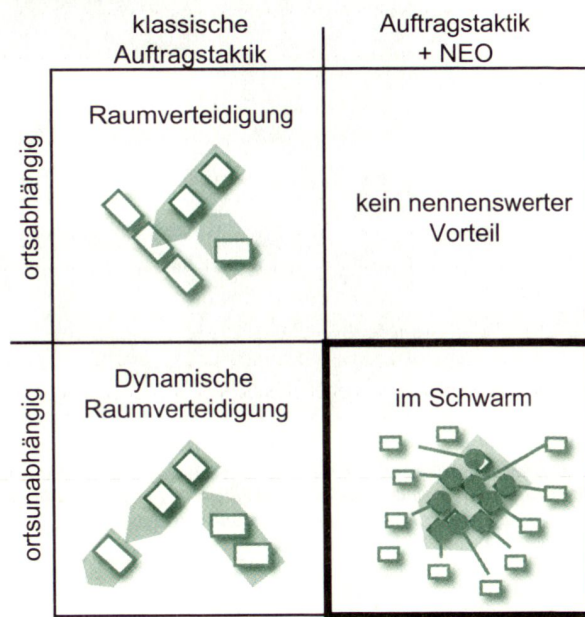 klassische
Auftragstaktik
Auftragstaktik
+ NEO
ortsabhängig
Raumverteidigung
kein nennenswerter
Vorteil
ortsunabhängig
Dynamische
Raumverteidigung
im Schwarm